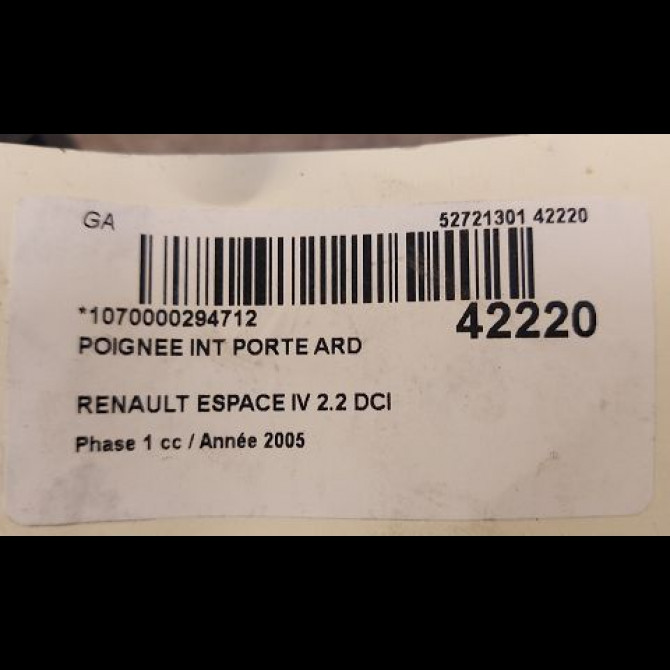 GA 52721301 42220
*1070000294712 42220
POIGNEE INT PORTE ARD
RENAULT ESPACE IV 2.2 DCI
Phase 1 cc / Année 2005